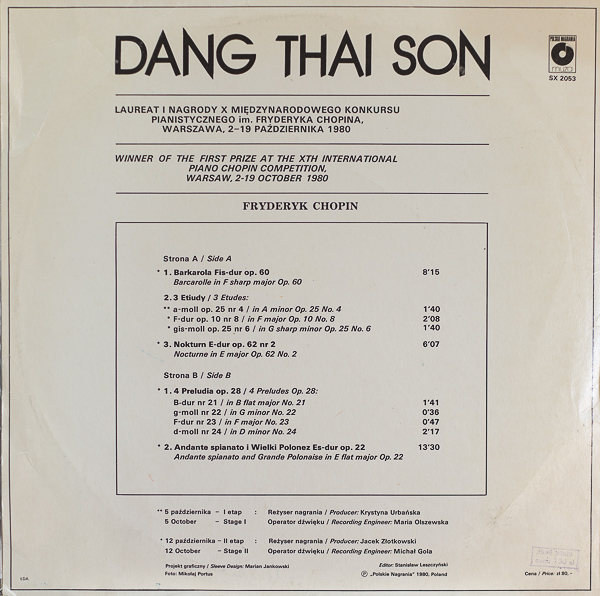 DANG THAI SON
POLSKIE NAGRANIA
muza
SX 2053
LAUREAT I NAGRODY X MIĘDZYNARODOWEGO KONKURSU
PIANISTYCZNEGO im. FRYDERYKA CHOPINA,
WARSZAWA, 2–19 PAŹDZIERNIKA 1980
WINNER OF THE FIRST PRIZE AT THE XTH INTERNATIONAL
PIANO CHOPIN COMPETITION,
WARSAW, 2-19 OCTOBER 1980
FRYDERYK CHOPIN
Strona A / Side A
* 1. Barkarola Fis-dur op. 60 8'15
Barcarolle in F sharp major Op. 60
2. 3 Etiudy / 3 Etudes:
** a-moll op. 25 nr 4 / in A minor Op. 25 No. 4 1'40
* F-dur op. 10 nr 8 / in F major Op. 10 No. 8 2'08
* gis-moll op. 25 nr 6 / in G sharp minor Op. 25 No. 6 1'40
* 3. Nokturn E-dur op. 62 nr 2 6'07
Nocturne in E major Op. 62 No. 2
Strona B / Side B
* 1. 4 Preludia op. 28 / 4 Preludes Op. 28:
B-dur nr 21 / in B flat major No. 21 1'41
g-moll nr 22 / in G minor No. 22 0'36
F-dur nr 23 / in F major No. 23 0'47
d-moll nr 24 / in D minor No. 24 2'17
* 2. Andante spianato i Wielki Polonez Es-dur op. 22 13'30
Andante spianato and Grande Polonaise in E flat major Op. 22
** 5 października – I etap : Reżyser nagrania / Producer: Krystyna Urbańska
5 October – Stage I Operator dźwięku / Recording Engineer: Maria Olszewska
* 12 października – II etap : Reżyser nagrania / Producer: Jacek Złotkowski
12 October – Stage II Operator dźwięku / Recording Engineer: Michał Gola
Projekt graficzny / Sleeve Design: Marian Jankowski
Foto: Mikołaj Portus
Editor: Stanisław Leszczyński
Ⓟ „Polskie Nagrania" 1980, Poland
Cena / Price: zł 80,–